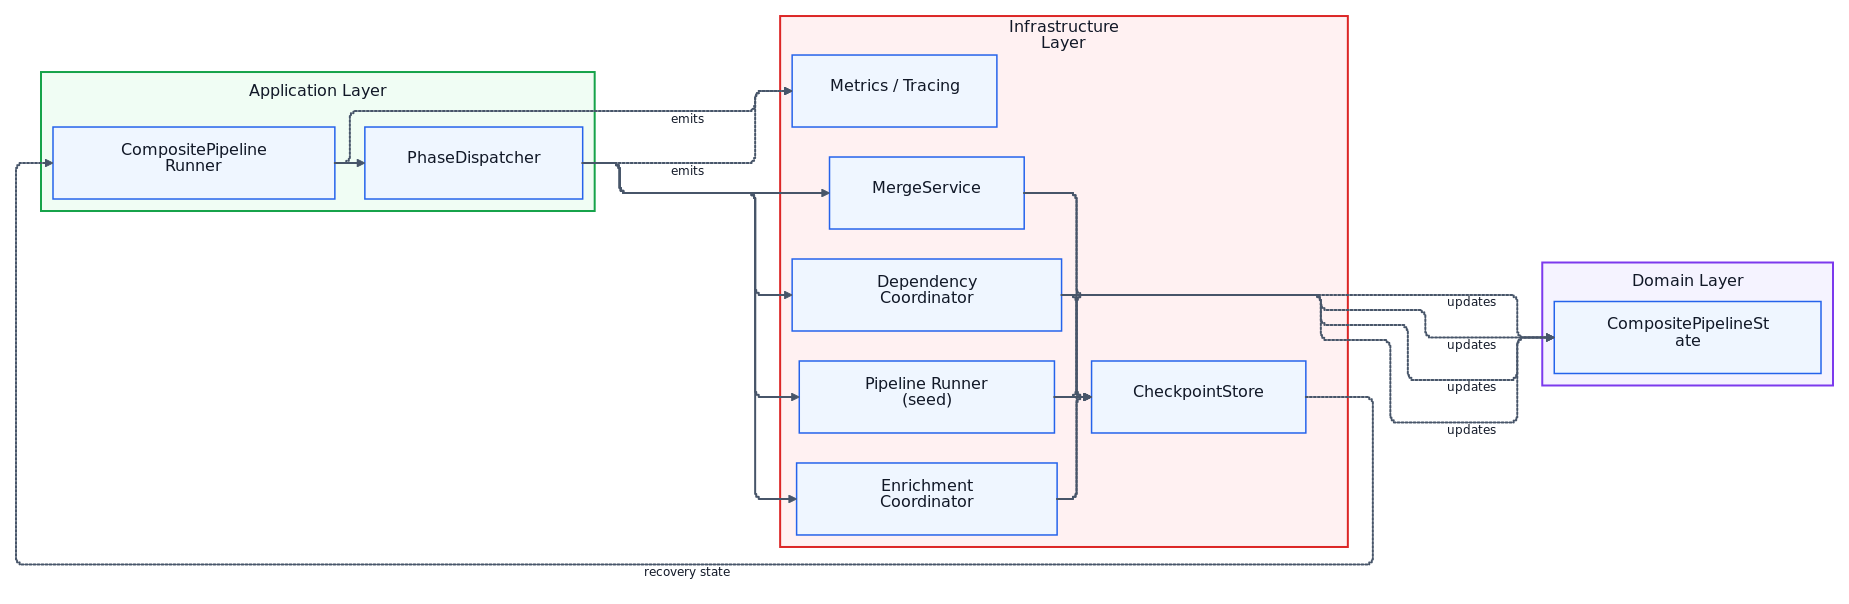 Infrastructure
Layer
Metrics / Tracing
Application Layer
emits
CompositePipeline
Runner
PhaseDispatcher
emits
MergeService
Dependency
Coordinator
Domain Layer
updates
CompositePipelineSt
ate
updates
Pipeline Runner
(seed)
CheckpointStore
updates
updates
Enrichment
Coordinator
recovery state